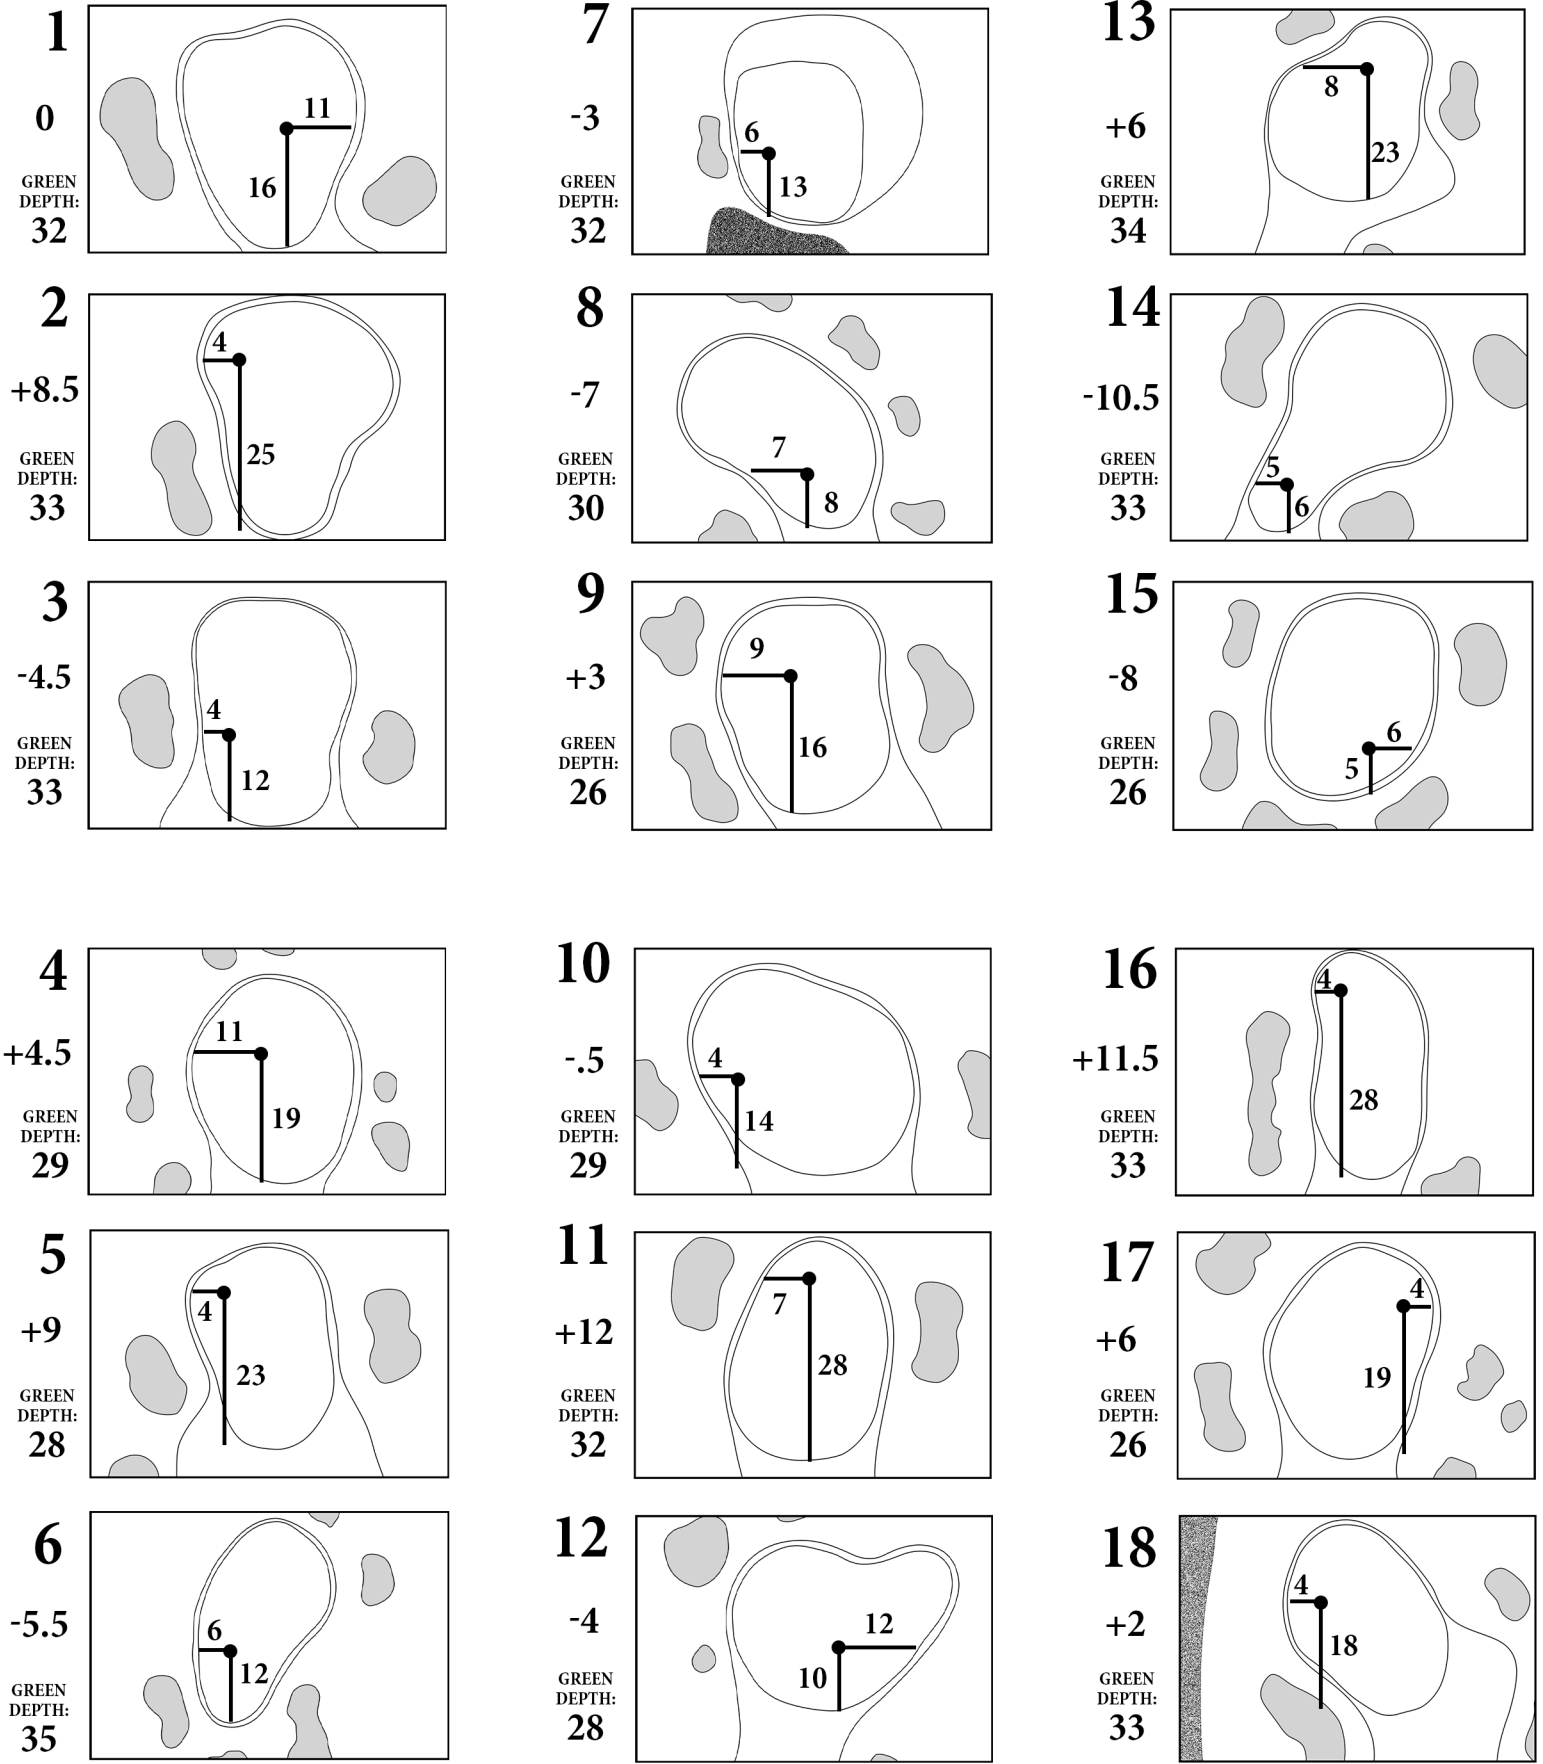 1
0
GREEN
DEPTH:
32
11
16
2
+8.5
GREEN
DEPTH:
33
4
25
3
-4.5
GREEN
DEPTH:
33
4
12
4
+4.5
GREEN
DEPTH:
29
11
19
5
+9
GREEN
DEPTH:
28
4
23
6
-5.5
GREEN
DEPTH:
35
6
12
7
-3
GREEN
DEPTH:
32
6
13
8
-7
GREEN
DEPTH:
30
7
8
9
+3
GREEN
DEPTH:
26
9
16
10
-.5
GREEN
DEPTH:
29
4
14
11
+12
GREEN
DEPTH:
32
7
28
12
-4
GREEN
DEPTH:
28
12
10
13
+6
GREEN
DEPTH:
34
8
23
14
-10.5
GREEN
DEPTH:
33
5
6
15
-8
GREEN
DEPTH:
26
6
5
16
+11.5
GREEN
DEPTH:
33
4
28
17
+6
GREEN
DEPTH:
26
4
19
18
+2
GREEN
DEPTH:
33
4
18